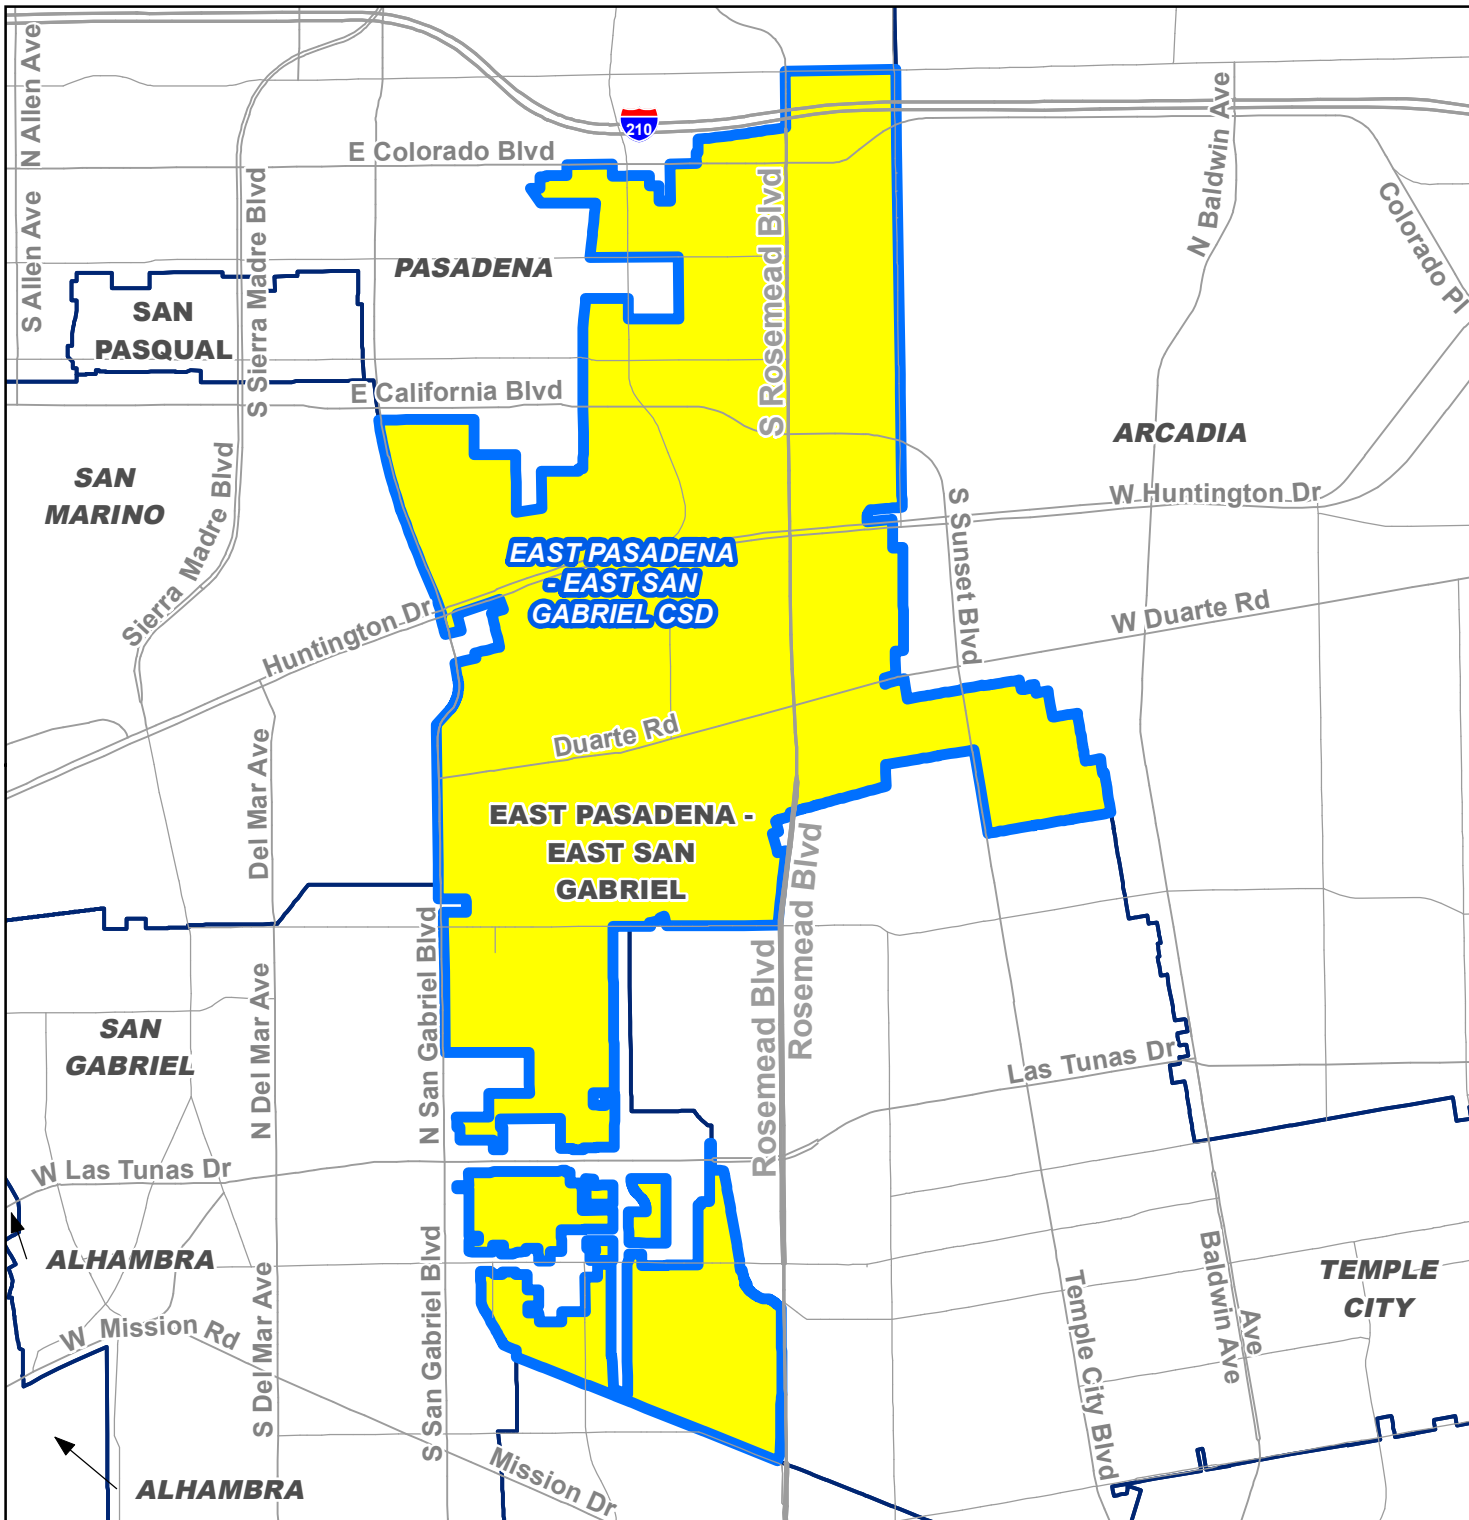 N Allen Ave
S Allen Ave
210
E Colorado Blvd
S Sierra Madre Blvd
PASADENA
SAN
PASQUAL
E California Blvd
S Rosemead Blvd
N Baldwin Ave
Colorado Pl
ARCADIA
SAN
MARINO
Sierra Madre Blvd
W Huntington Dr
S Sunset Blvd
EAST PASADENA
- EAST SAN
GABRIEL CSD
Huntington Dr
W Duarte Rd
Duarte Rd
Del Mar Ave
EAST PASADENA -
EAST SAN
GABRIEL
Rosemead Blvd
Rosemead Blvd
N San Gabriel Blvd
N Del Mar Ave
SAN
GABRIEL
Las Tunas Dr
W Las Tunas Dr
ALHAMBRA
S San Gabriel Blvd
S Del Mar Ave
W Mission Rd
Baldwin Ave
Ave
TEMPLE
CITY
Temple City Blvd
Mission Dr
ALHAMBRA